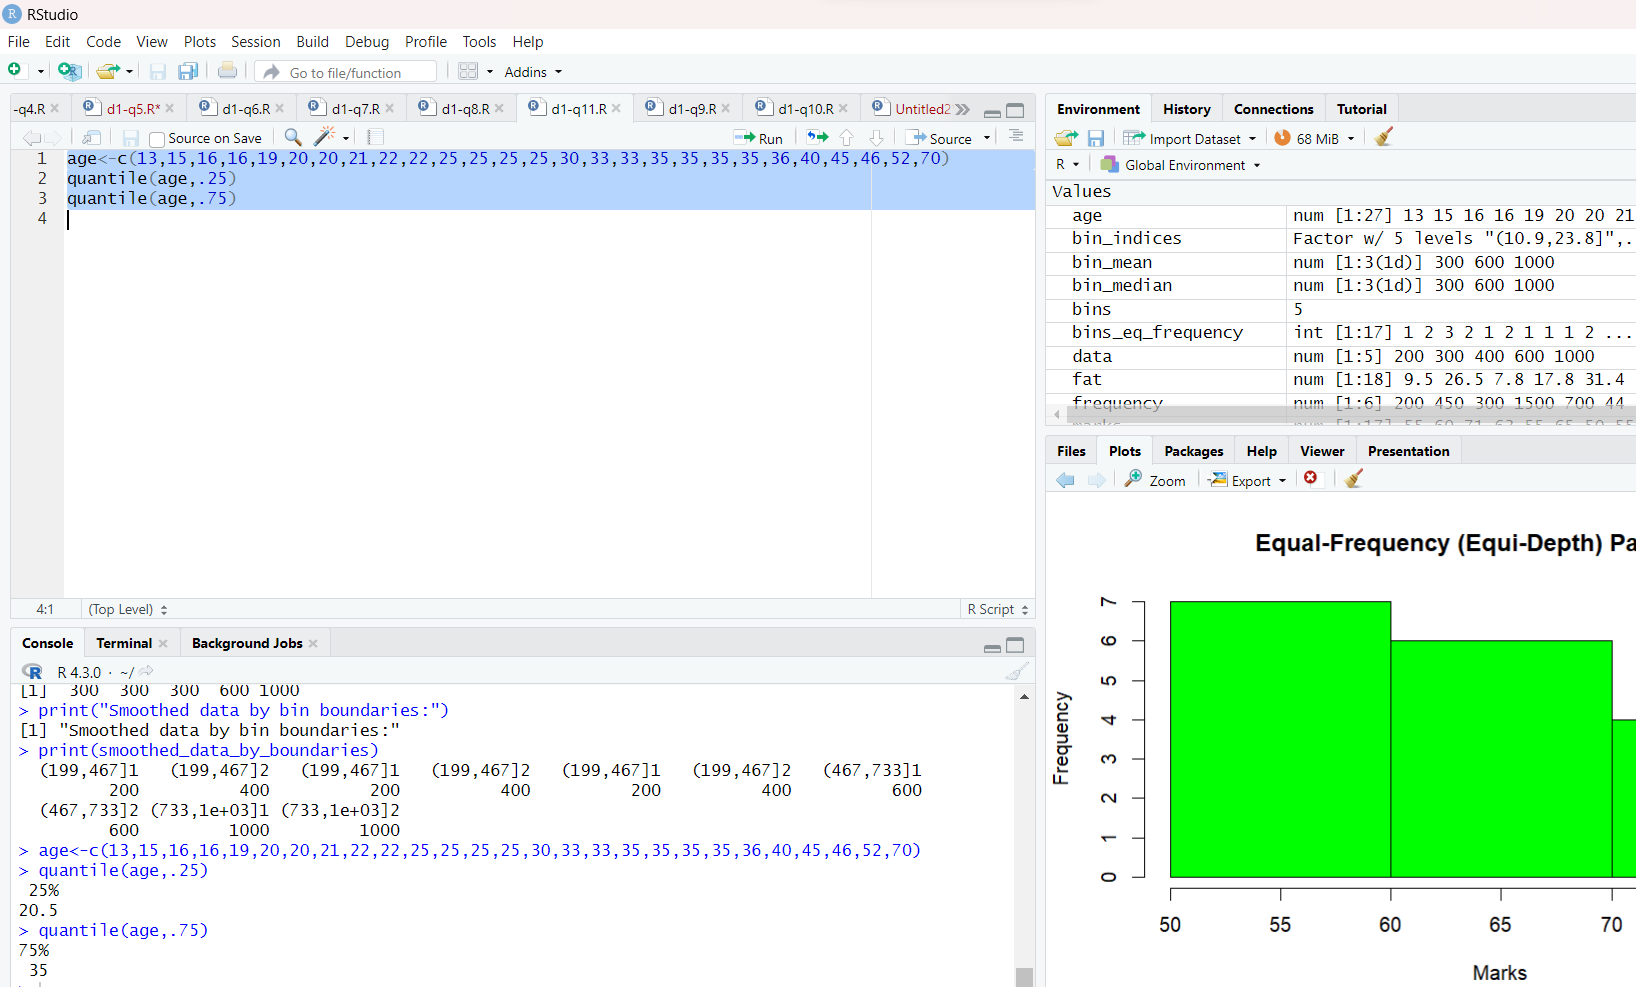 RStudio
File Edit Code View Plots Session Build Debug Profile Tools Help
Go to file/function Addins
-q4.R d1-q5.R* d1-q6.R d1-q7.R d1-q8.R d1-q11.R d1-q9.R d1-q10.R Untitled2
Source on Save Run Source
1 age<-c(13,15,16,16,19,20,20,21,22,22,25,25,25,25,30,33,33,35,35,35,35,36,40,45,46,52,70)
2 quantile(age,.25)
3 quantile(age,.75)
4
4:1 (Top Level) R Script
Console Terminal Background Jobs
R 4.3.0 · ~/
[1] 300 300 300 600 1000
> print("Smoothed data by bin boundaries:")
[1] "Smoothed data by bin boundaries:"
> print(smoothed_data_by_boundaries)
(199,467]1 (199,467]2 (199,467]1 (199,467]2 (199,467]1 (199,467]2 (467,733]1
200 400 200 400 200 400 600
(467,733]2 (733,1e+03]1 (733,1e+03]2
600 1000 1000
> age<-c(13,15,16,16,19,20,20,21,22,22,25,25,25,25,30,33,33,35,35,35,35,36,40,45,46,52,70)
> quantile(age,.25)
25%
20.5
> quantile(age,.75)
75%
35
Environment History Connections Tutorial
Import Dataset 68 MiB
R Global Environment
Values
age num [1:27] 13 15 16 16 19 20 20 21
bin_indices Factor w/ 5 levels "(10.9,23.8]",.
bin_mean num [1:3(1d)] 300 600 1000
bin_median num [1:3(1d)] 300 600 1000
bins 5
bins_eq_frequency int [1:17] 1 2 3 2 1 2 1 1 1 2 ...
data num [1:5] 200 300 400 600 1000
fat num [1:18] 9.5 26.5 7.8 17.8 31.4
frequency num [1:6] 200 450 300 1500 700 44
Files Plots Packages Help Viewer Presentation
Zoom Export
Equal-Frequency (Equi-Depth) Pa
Frequency
7
6
5
4
3
2
1
0
50 55 60 65 70
Marks